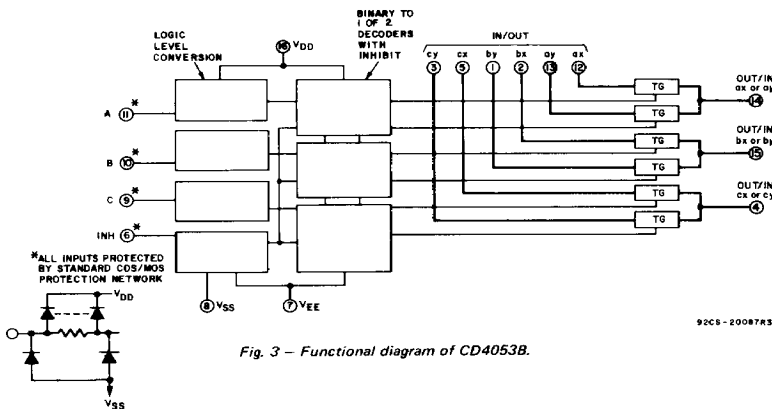 LOGIC
LEVEL
CONVERSION
16 VDD
BINARY TO
1 OF 2
DECODERS
WITH
INHIBIT
IN/OUT
cy cx by bx ay ax
3 5 1 2 13 12
A 11 *
B 10 *
C 9 *
INH 6 *
TG
TG
TG
TG
TG
TG
OUT/IN
ax or ay
14
OUT/IN
bx or by
15
OUT/IN
cx or cy
4
8 VSS
7 VEE
*ALL INPUTS PROTECTED
BY STANDARD COS/MOS
PROTECTION NETWORK
VDD
VSS
92CS-20087R3
Fig. 3 – Functional diagram of CD4053B.